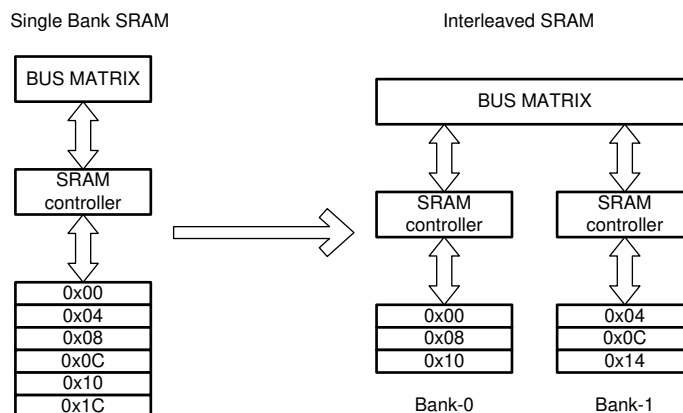 Single Bank SRAM
BUS MATRIX
SRAM
controller
0x00
0x04
0x08
0x0C
0x10
0x1C
Interleaved SRAM
BUS MATRIX
SRAM
controller
SRAM
controller
0x00
0x08
0x10
0x04
0x0C
0x14
Bank-0
Bank-1